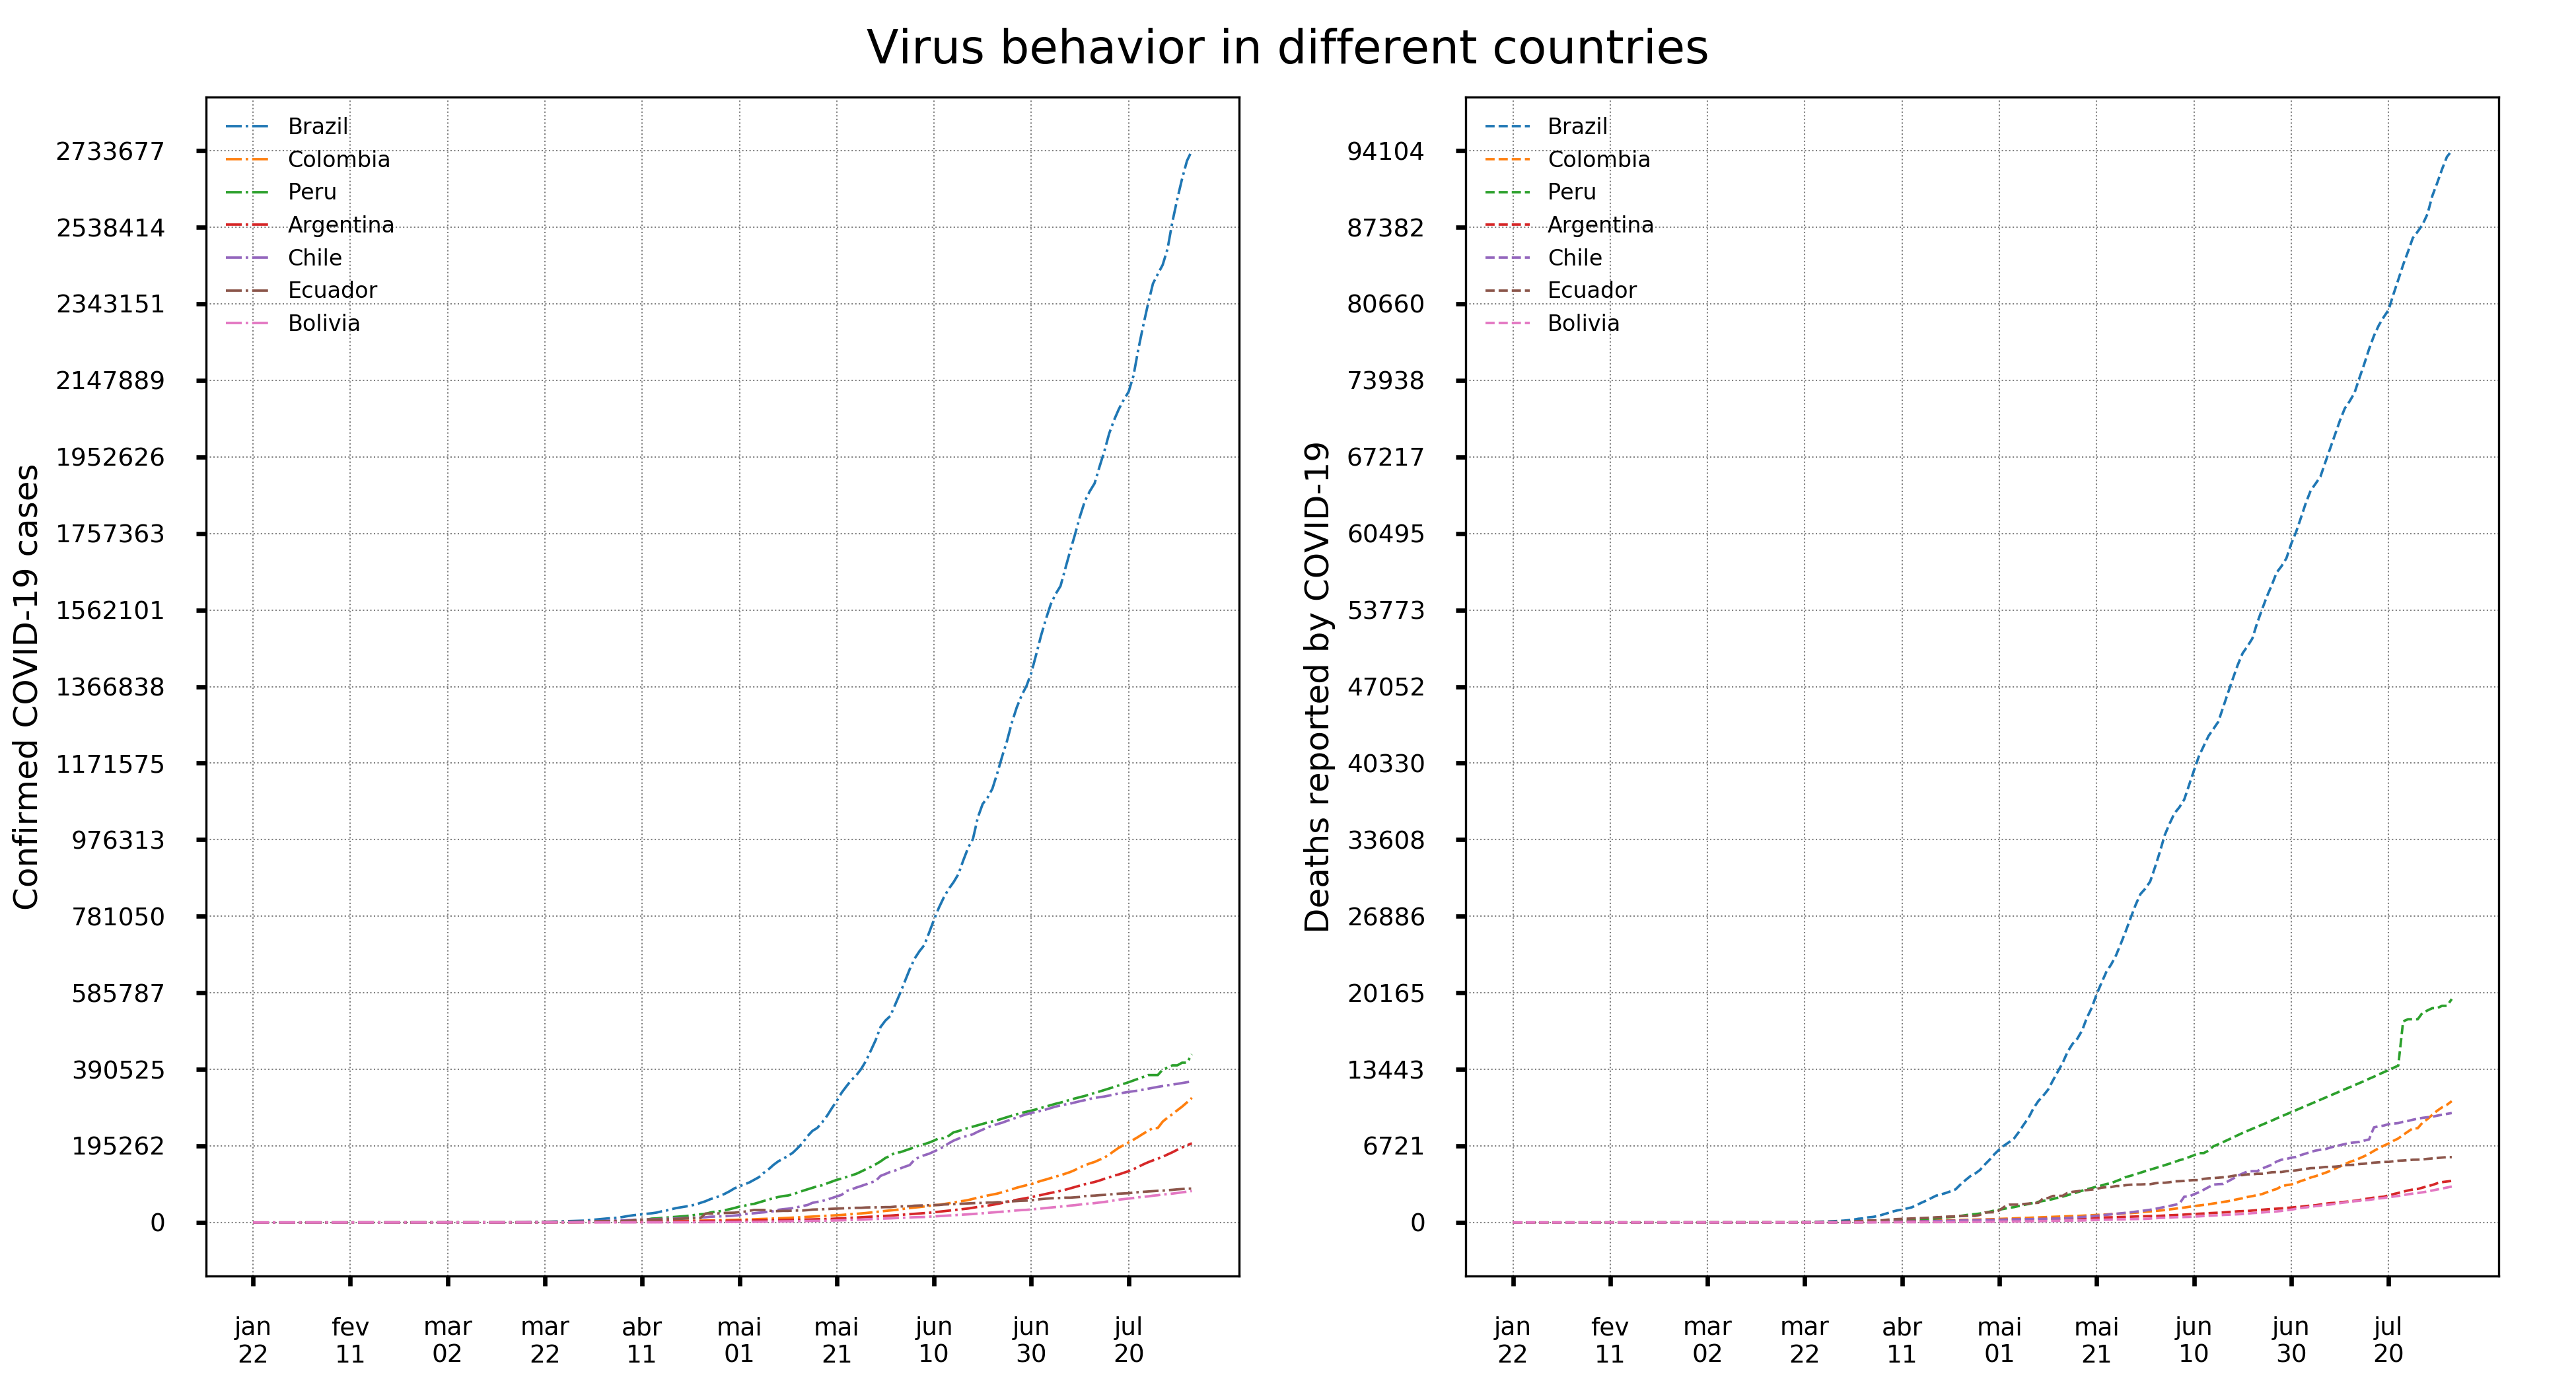 Virus behavior in different countries
Confirmed COVID-19 cases
2733677
2538414
2343151
2147889
1952626
1757363
1562101
1366838
1171575
976313
781050
585787
390525
195262
0
Brazil
Colombia
Peru
Argentina
Chile
Ecuador
Bolivia
jan fev mar mar abr mai mai jun jun jul
22 11 02 22 11 01 21 10 30 20
Deaths reported by COVID-19
94104
87382
80660
73938
67217
60495
53773
47052
40330
33608
26886
20165
13443
6721
0
Brazil
Colombia
Peru
Argentina
Chile
Ecuador
Bolivia
jan fev mar mar abr mai mai jun jun jul
22 11 02 22 11 01 21 10 30 20